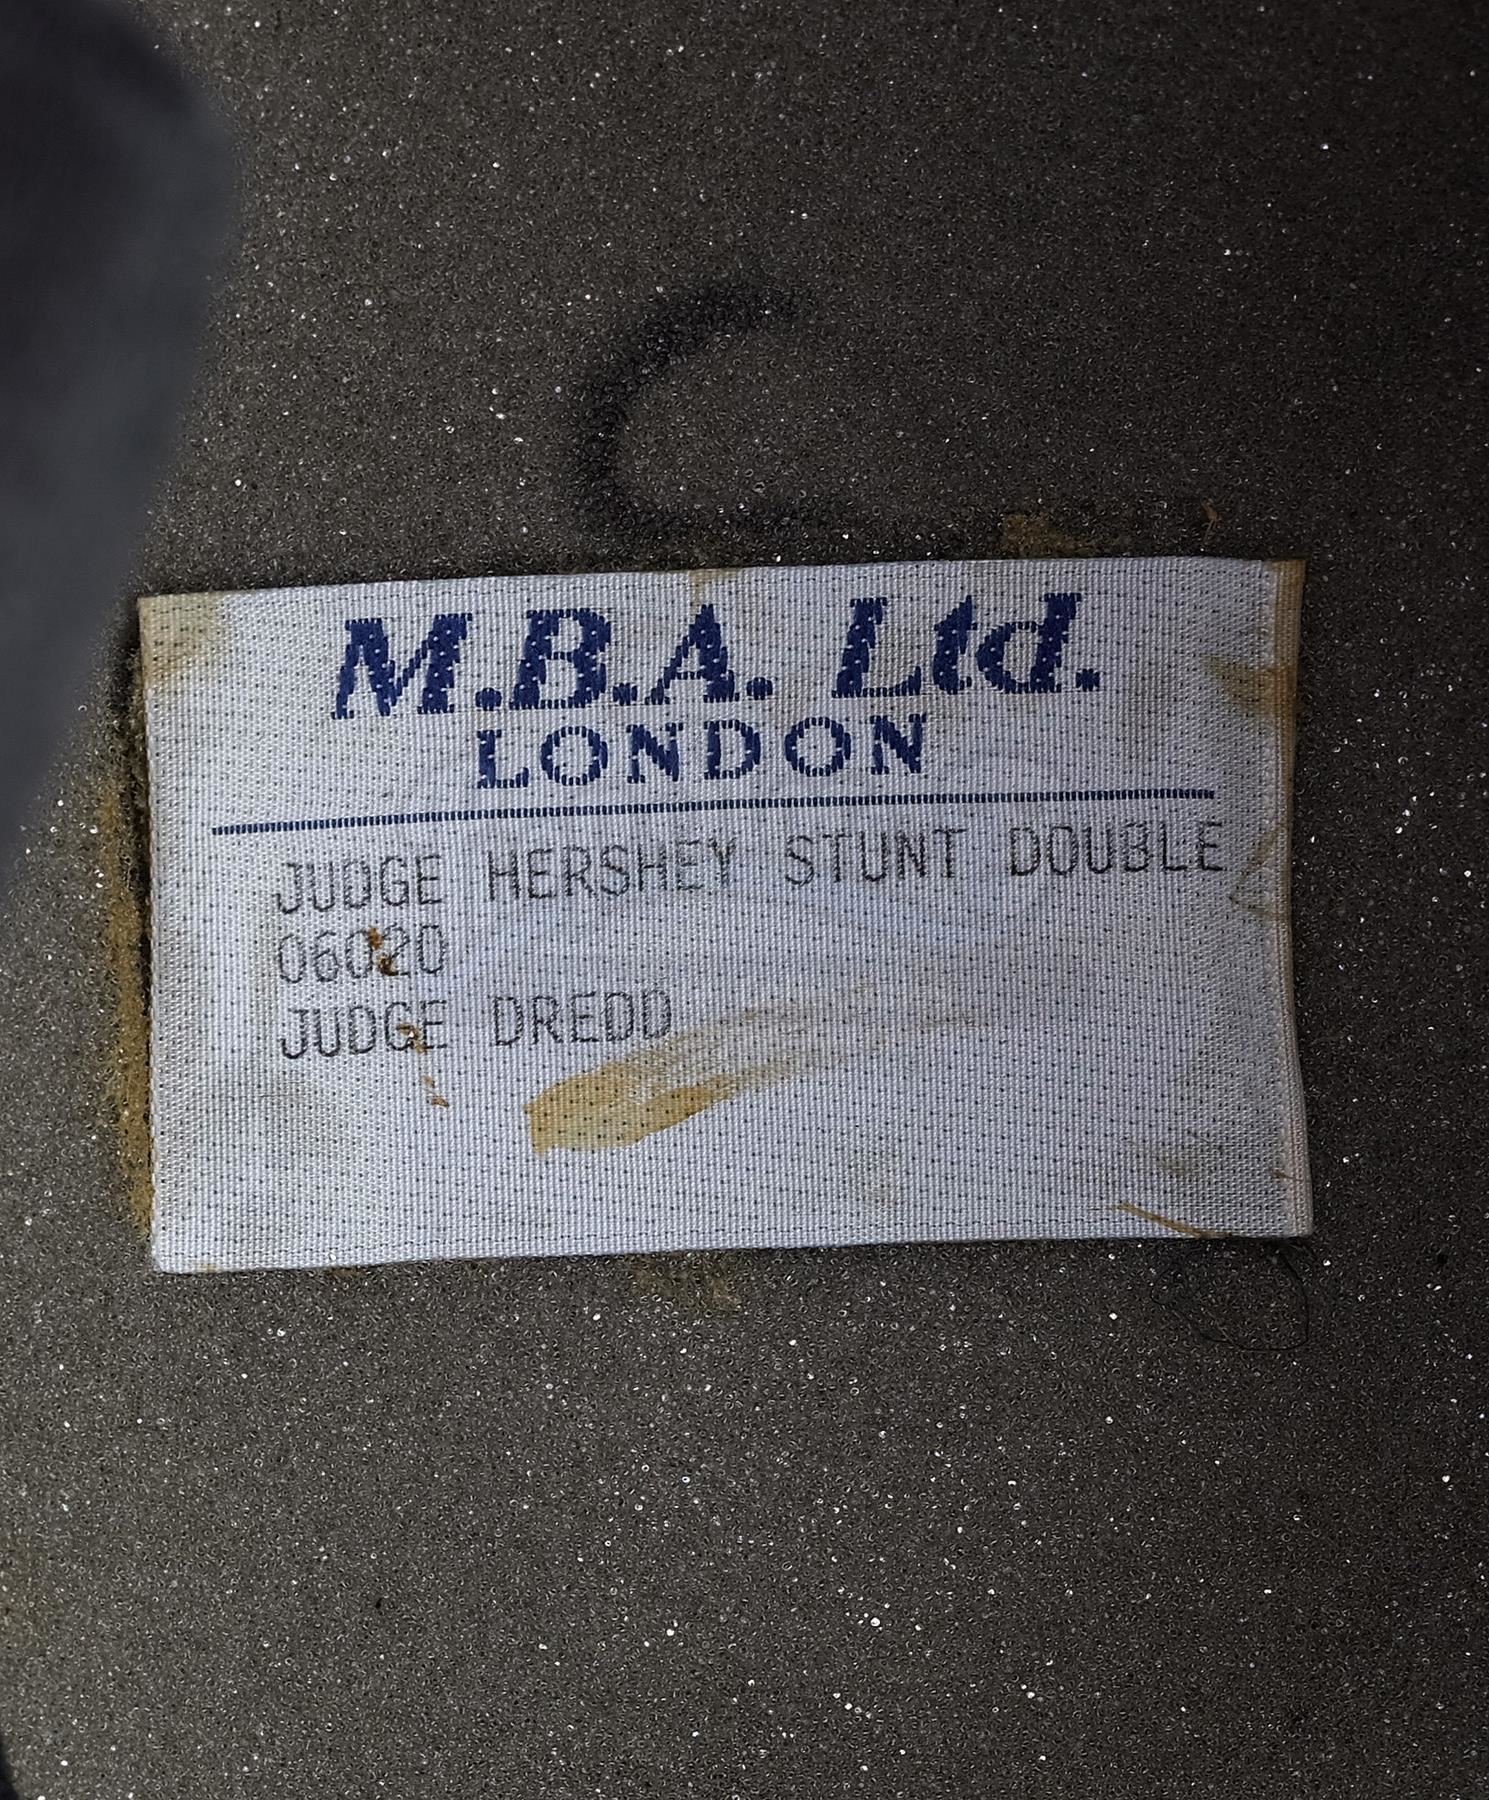 M.B.A. Ltd.
LONDON
JUDGE HERSHEY STUNT DOUBLE
06020
JUDGE DREDD